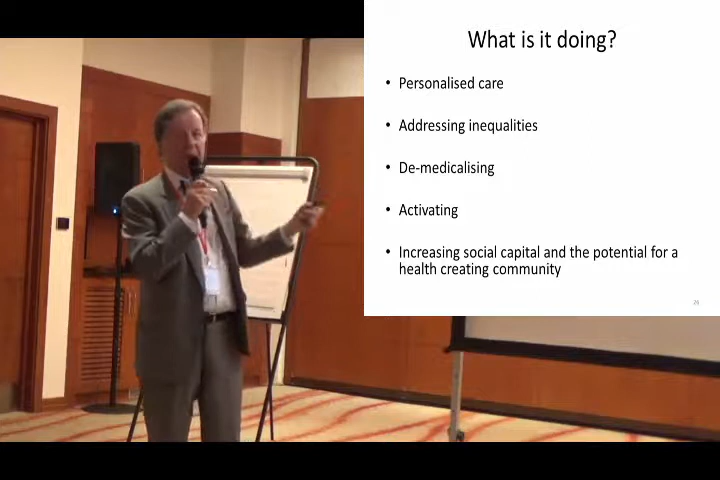 What is it doing?
• Personalised care
• Addressing inequalities
• De-medicalising
• Activating
• Increasing social capital and the potential for a
health creating community
26